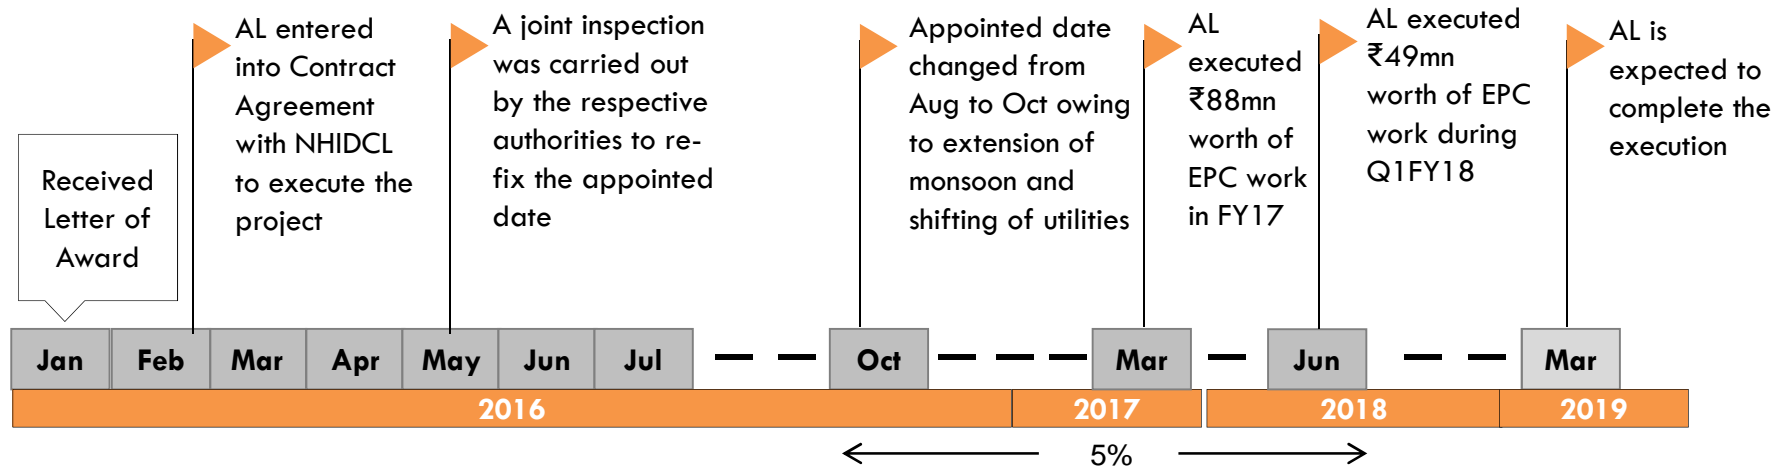 Received
Letter of
Award
AL entered
into Contract
Agreement
with NHIDCL
to execute the
project
A joint inspection
was carried out
by the respective
authorities to re-
fix the appointed
date
Appointed date
changed from
Aug to Oct owing
to extension of
monsoon and
shifting of utilities
AL
executed
₹88mn
worth of
EPC work
in FY17
AL executed
₹49mn
worth of EPC
work during
Q1FY18
AL is
expected to
complete the
execution
Jan Feb Mar Apr May Jun Jul Oct Mar Jun Mar
2016 2017 2018 2019
5%